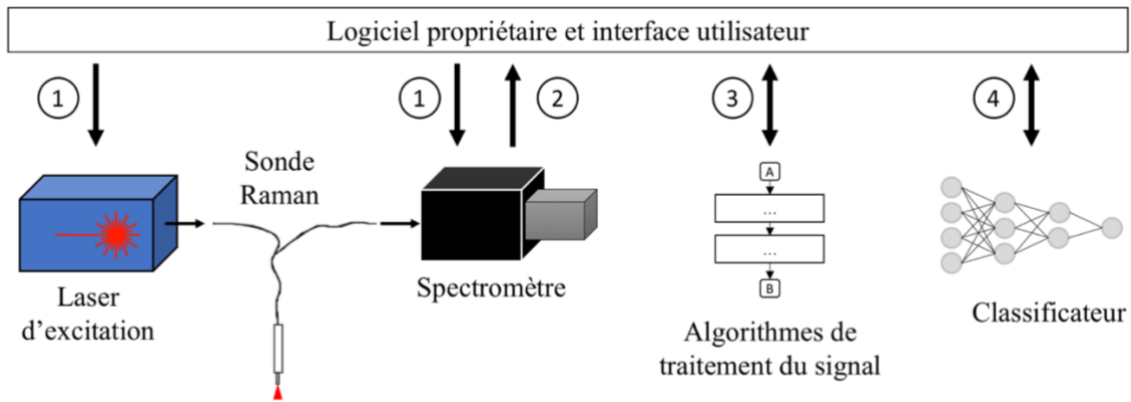 Logiciel propriétaire et interface utilisateur
1
1
2
3
4
Sonde
Raman
A
...
...
B
Laser
d’excitation
Spectromètre
Algorithmes de
traitement du signal
Classificateur